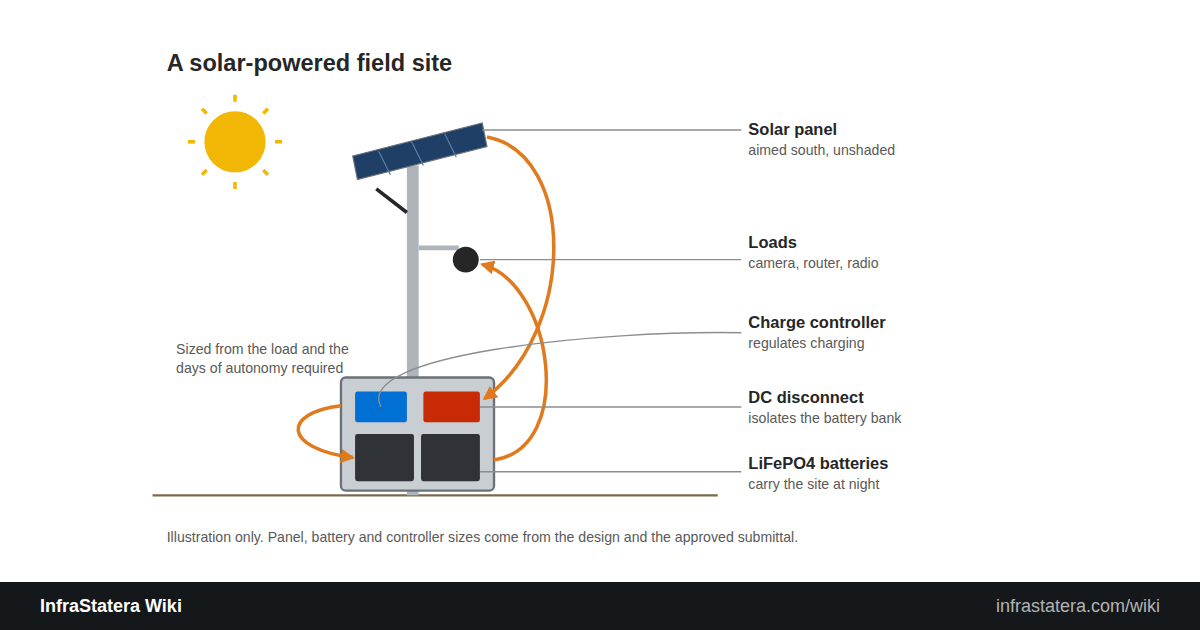 A solar-powered field site
Solar panel
aimed south, unshaded
Loads
camera, router, radio
Charge controller
regulates charging
Sized from the load and the
days of autonomy required
DC disconnect
isolates the battery bank
LiFePO4 batteries
carry the site at night
Illustration only. Panel, battery and controller sizes come from the design and the approved submittal.
InfraStatera Wiki
infrastatera.com/wiki